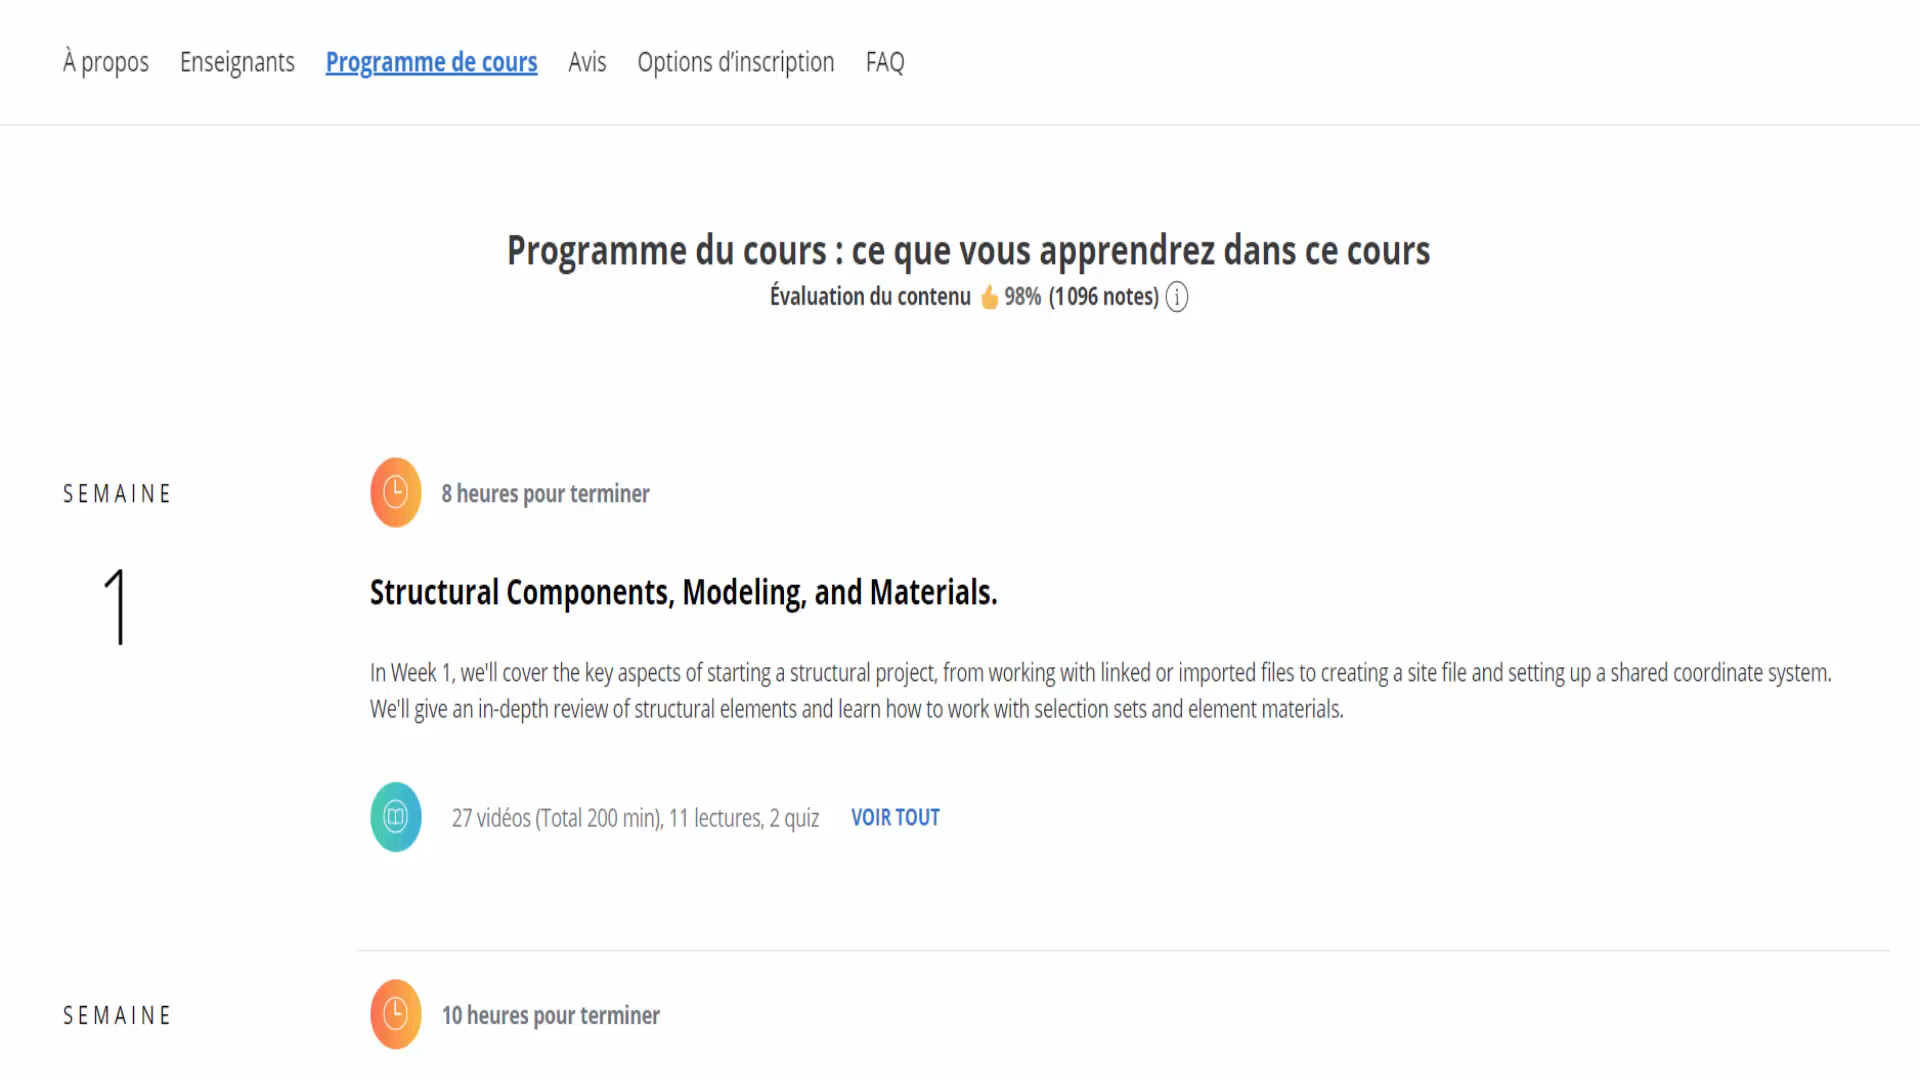 À propos Enseignants Programme de cours Avis Options d’inscription FAQ
Programme du cours : ce que vous apprendrez dans ce cours
Évaluation du contenu 98% (1 096 notes)
SEMAINE
8 heures pour terminer
1
Structural Components, Modeling, and Materials.
In Week 1, we'll cover the key aspects of starting a structural project, from working with linked or imported files to creating a site file and setting up a shared coordinate system.
We'll give an in-depth review of structural elements and learn how to work with selection sets and element materials.
27 vidéos (Total 200 min), 11 lectures, 2 quiz VOIR TOUT
SEMAINE
10 heures pour terminer